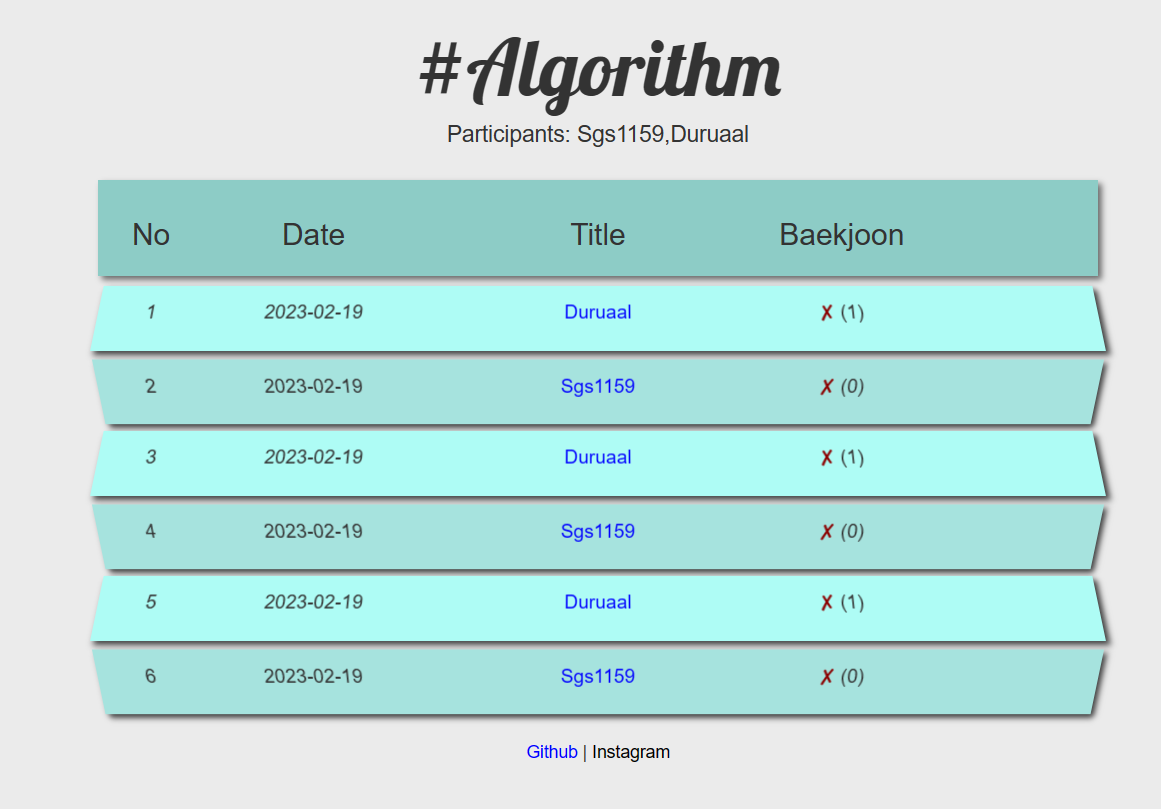 #Algorithm
Participants: Sgs1159,Duruaal
No Date Title Baekjoon
1 2023-02-19 Duruaal ✗ (1)
2 2023-02-19 Sgs1159 ✗ (0)
3 2023-02-19 Duruaal ✗ (1)
4 2023-02-19 Sgs1159 ✗ (0)
5 2023-02-19 Duruaal ✗ (1)
6 2023-02-19 Sgs1159 ✗ (0)
Github | Instagram